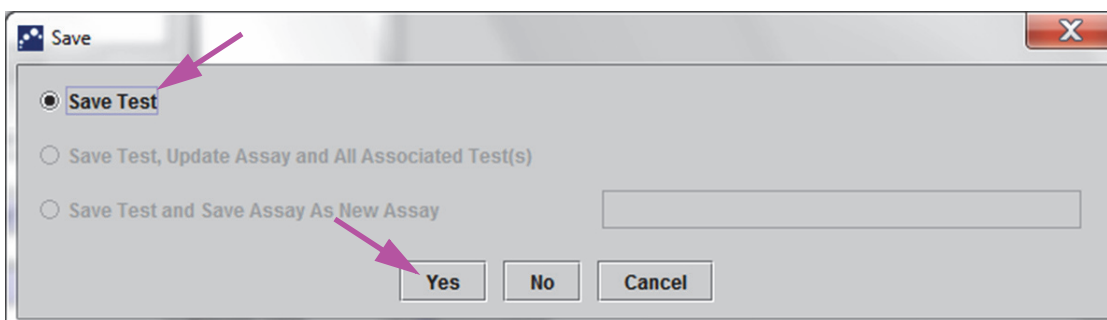 Save
Save Test
Save Test, Update Assay and All Associated Test(s)
Save Test and Save Assay As New Assay
Yes No Cancel